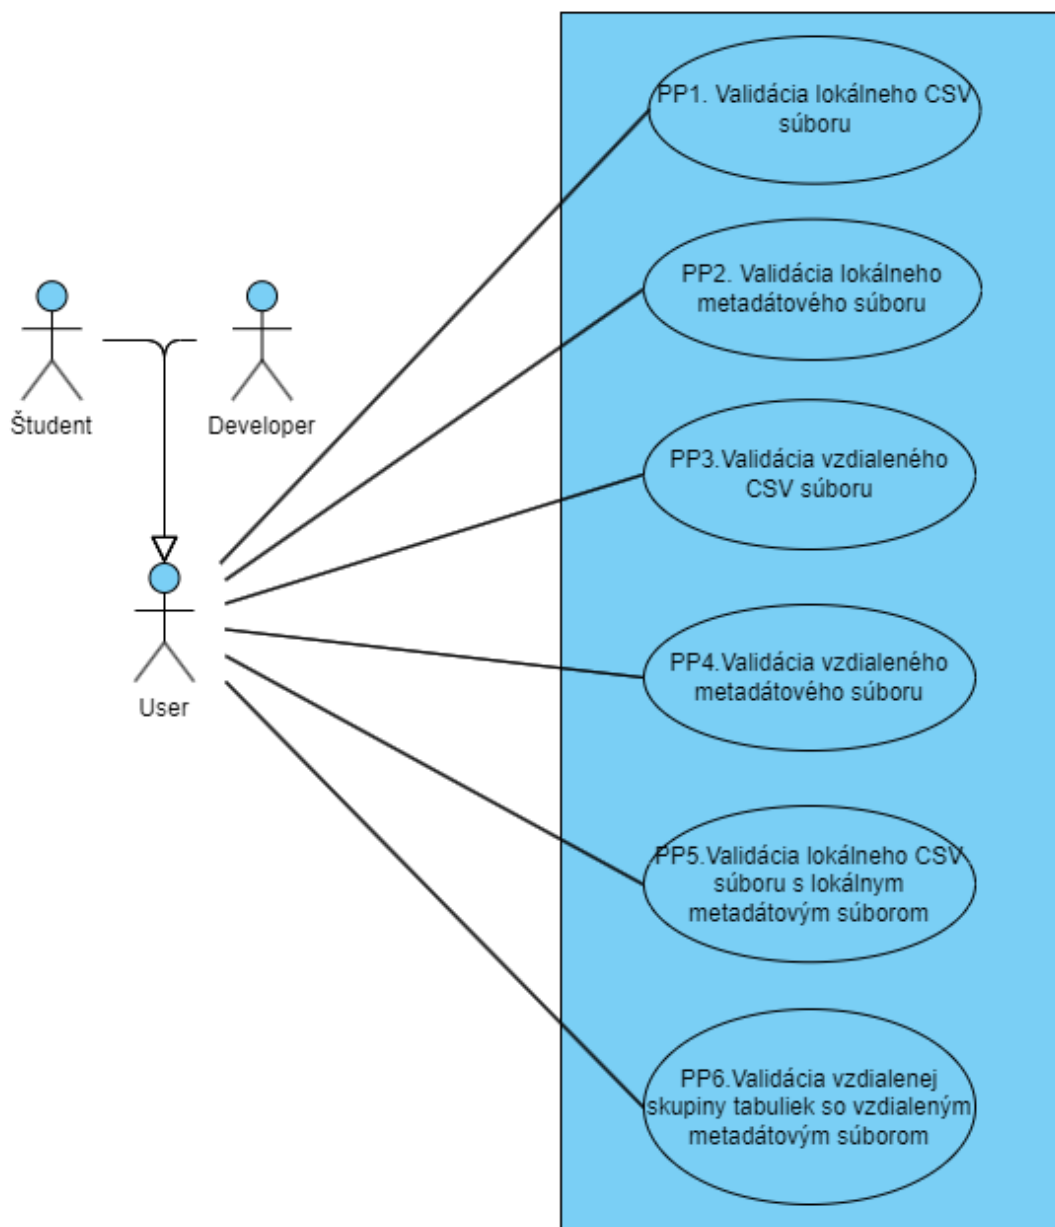 PP1. Validácia lokálneho CSV
súboru
PP2. Validácia lokálneho
metadátového súboru
Študent
Developer
PP3.Validácia vzdialeného
CSV súboru
User
PP4.Validácia vzdialeného
metadátového súboru
PP5.Validácia lokálneho CSV
súboru s lokálnym
metadátovým súborom
PP6.Validácia vzdialenej
skupiny tabuliek so vzdialeným
metadátovým súborom